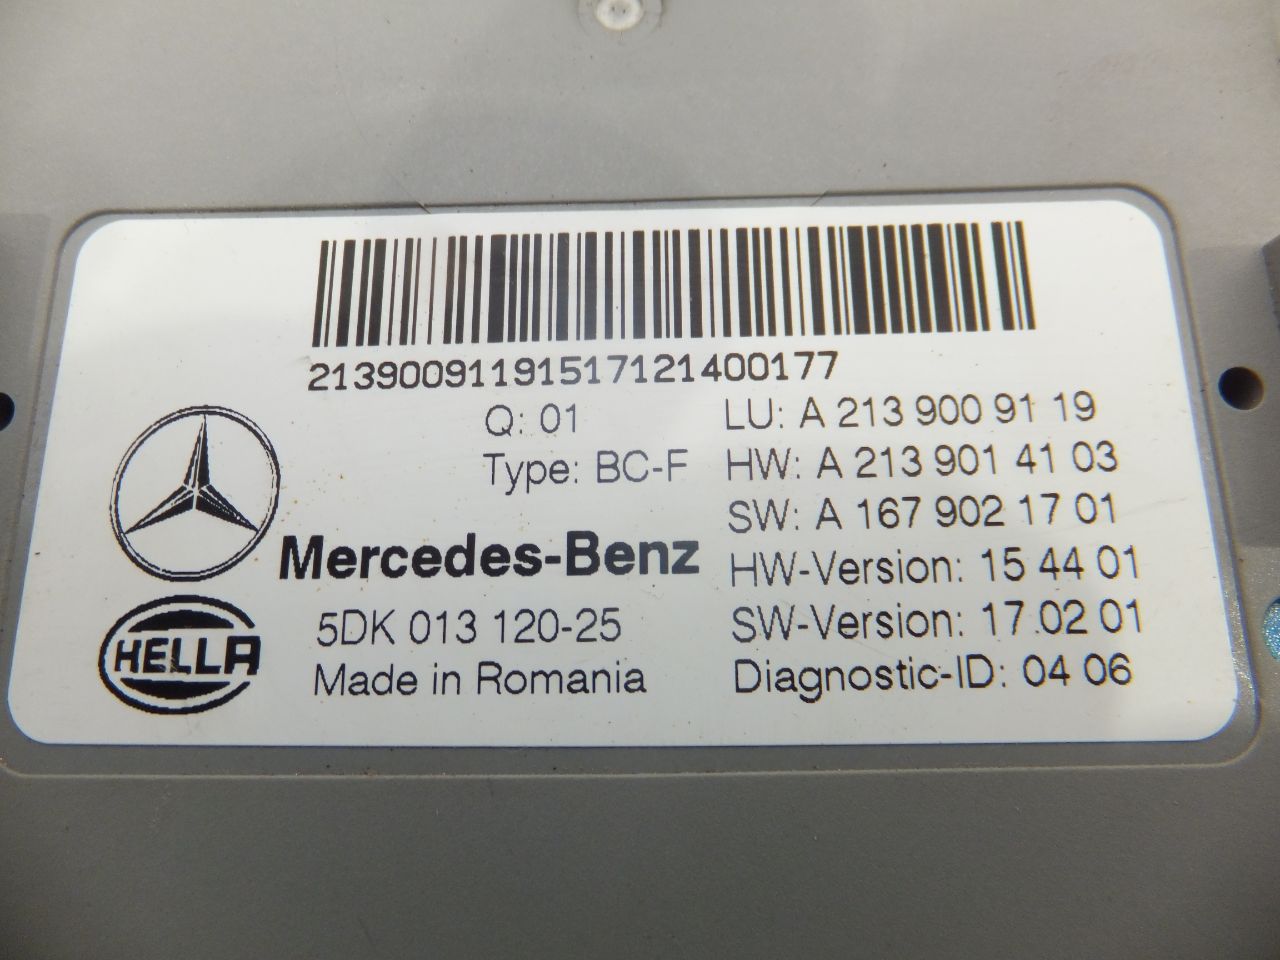 2139009119151712140017​7
Q: 01
Type: BC-F
LU: A 213 900 91 19
HW: A 213 901 41 03
SW: A 167 902 17 01
HW-Version: 15 44 01
SW-Version: 17.02 01
Diagnostic-ID: 04 06
Mercedes-Benz
HELLA
5DK 013 120-25
Made in Romania